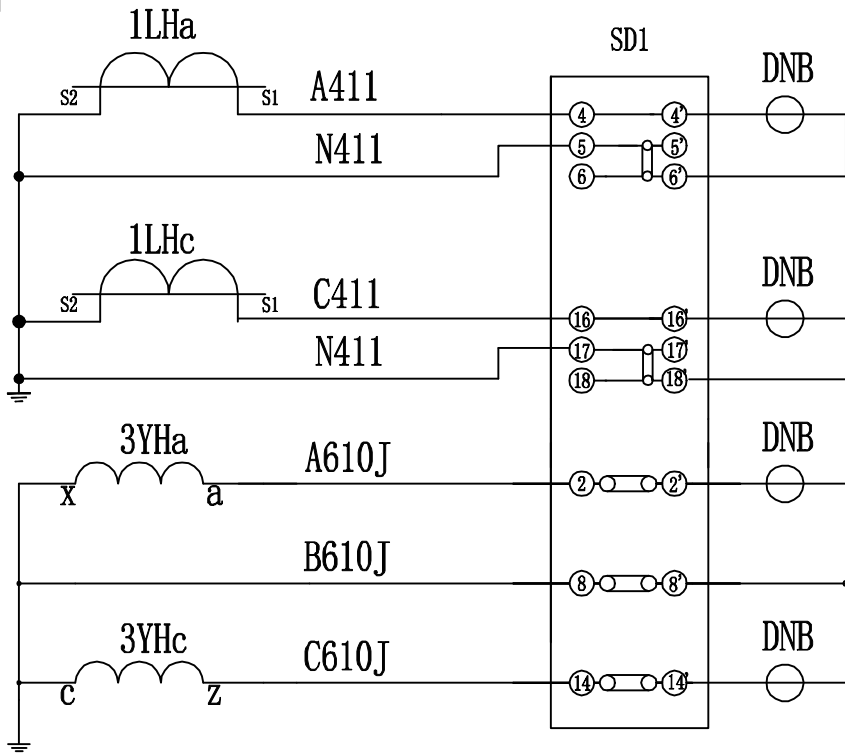 1LHa
SD1
DNB
S2
S1
A411
4
4'
N411
5
5'
6
6'
1LHc
DNB
S2
S1
C411
16
16'
N411
17
17'
18
18'
3YHa
DNB
A610J
x
a
2
2'
B610J
8
8'
3YHc
DNB
C610J
c
z
14
14'